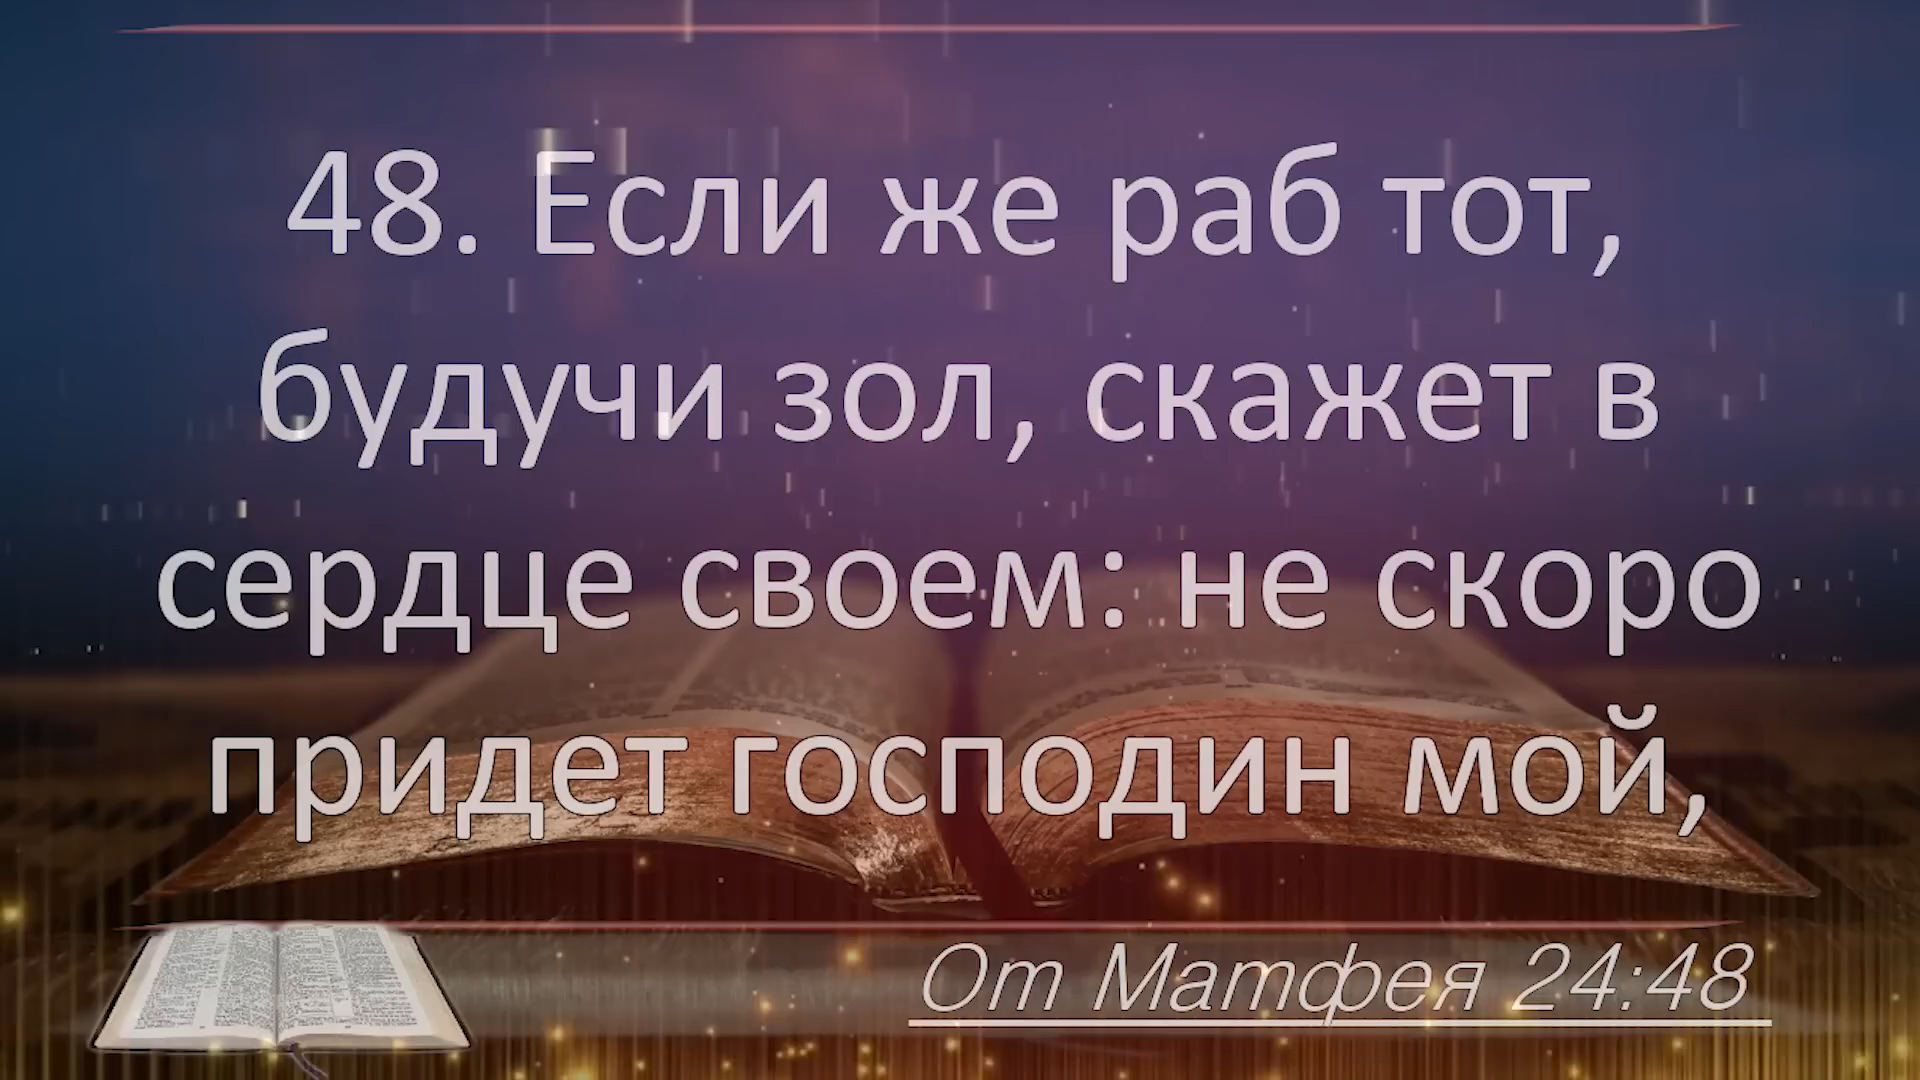 48. Если же раб тот,
будучи зол, скажет в
сердце своем: не скоро
придет господин мой,
От Матфея 24:48